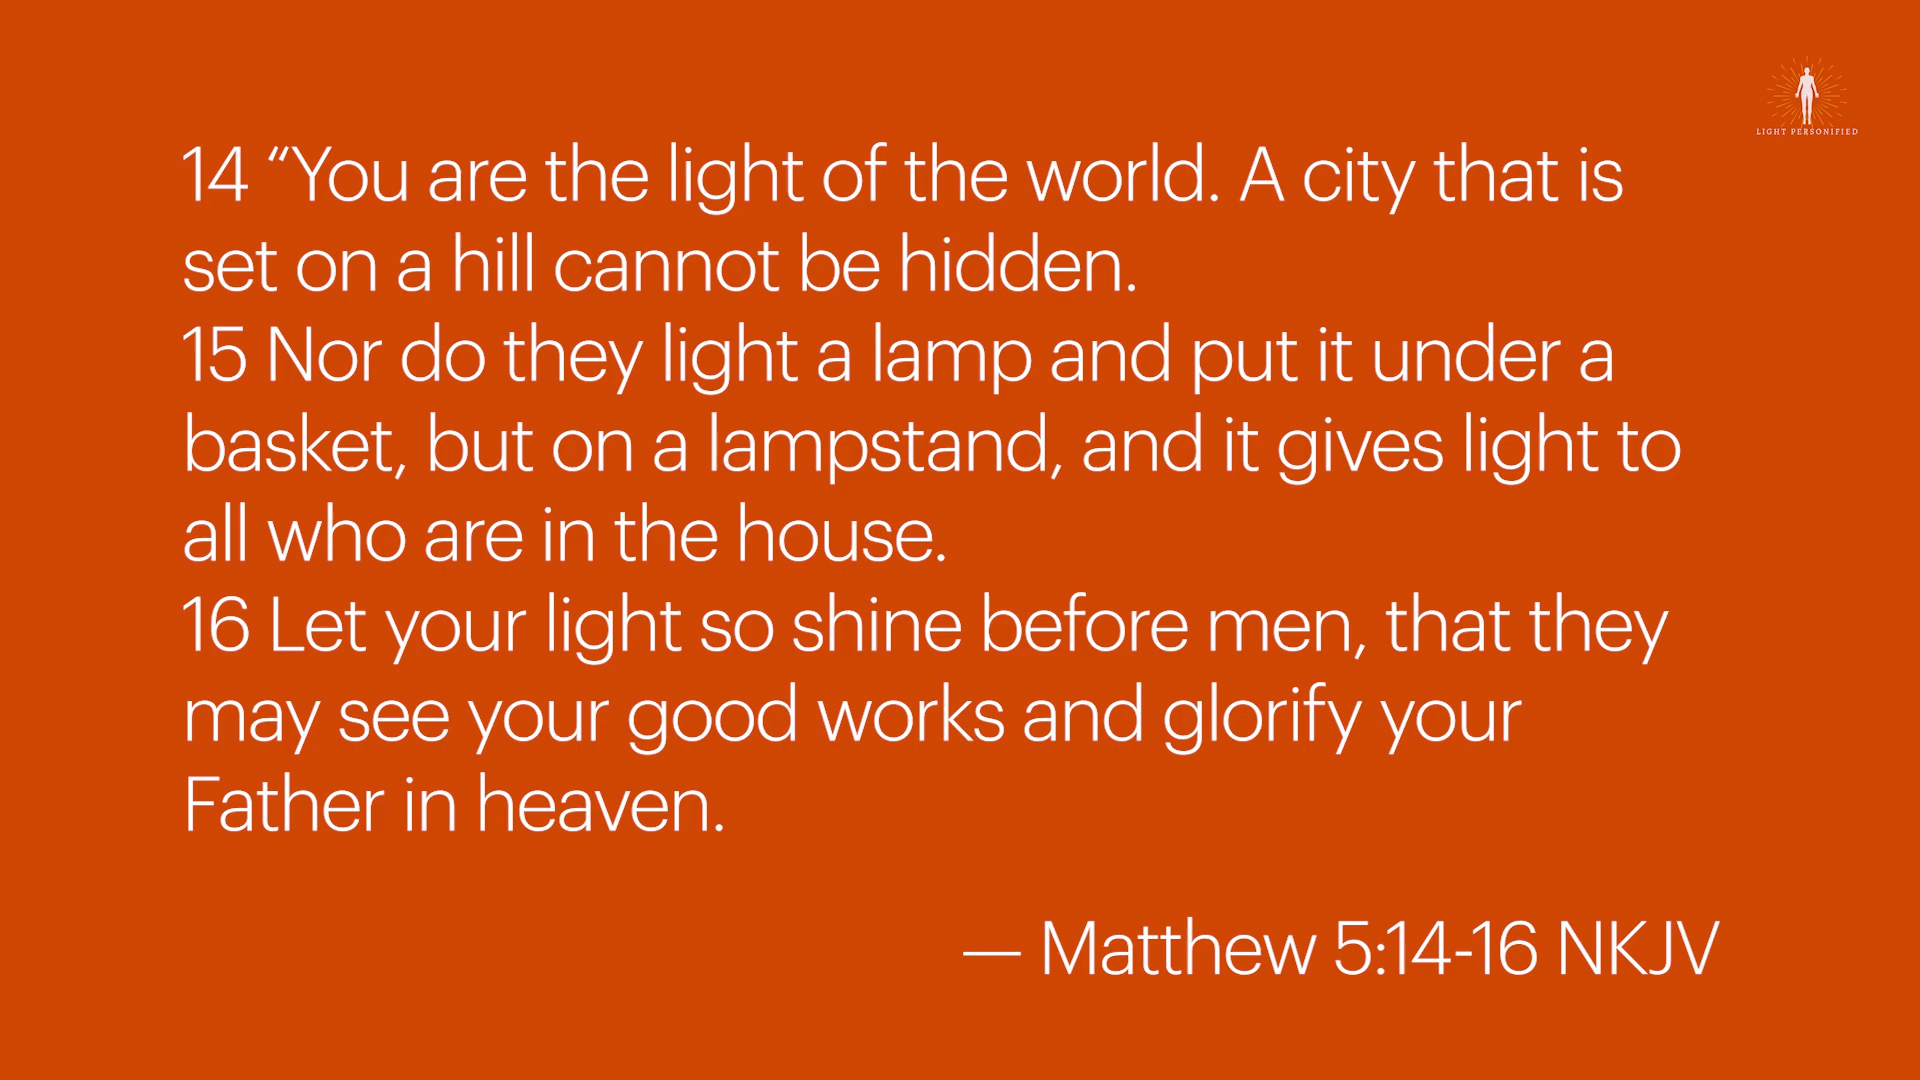 LIGHT PERSONIFIED
14 “You are the light of the world. A city that is
set on a hill cannot be hidden.
15 Nor do they light a lamp and put it under a
basket, but on a lampstand, and it gives light to
all who are in the house.
16 Let your light so shine before men, that they
may see your good works and glorify your
Father in heaven.
— Matthew 5:14-16 NKJV